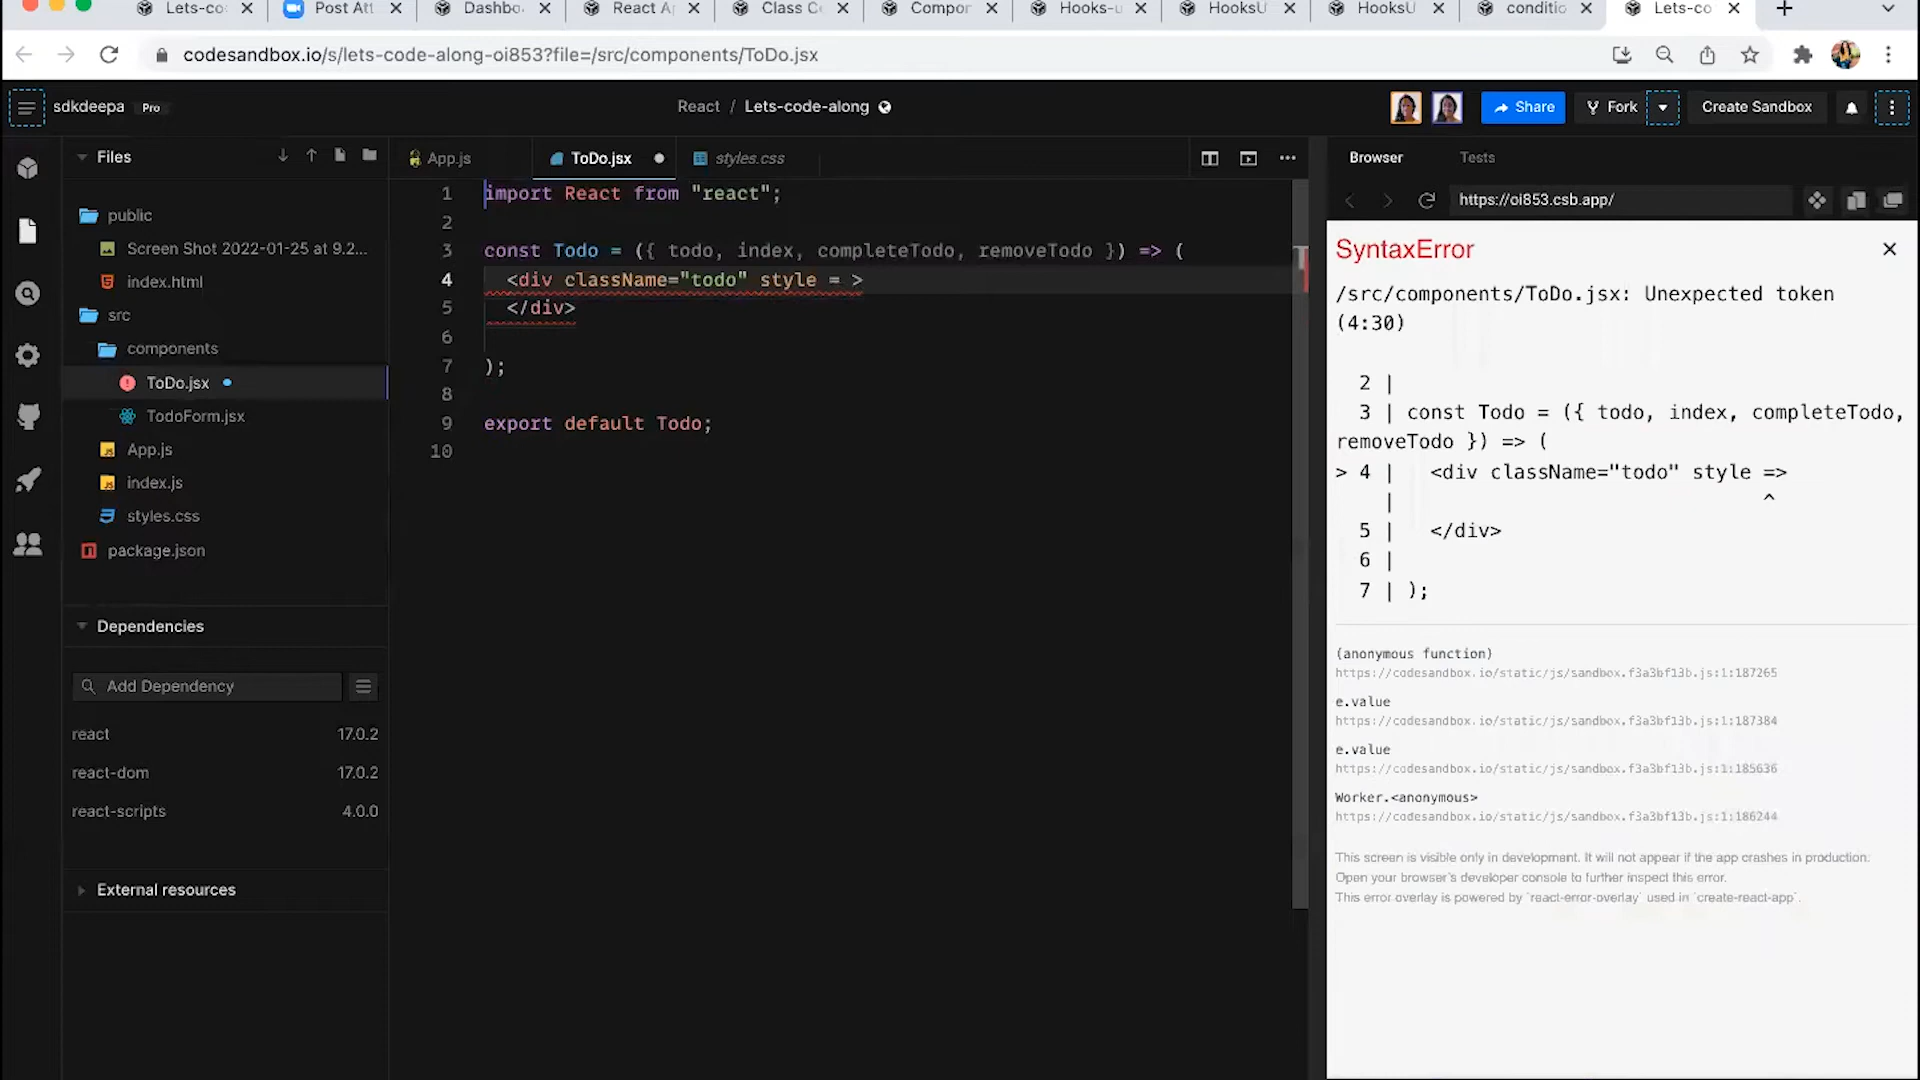 Lets-co
Post Att
Dashbo
React A
Class C
Compor
Hooks-u
HooksU
HooksU
conditio
Lets-co
codesandbox.io/s/lets-code-along-oi853?file=/src/components/ToDo.jsx
sdkdeepa Pro
React / Lets-code-along
Share
Fork
Create Sandbox
Files
public
Screen Shot 2022-01-25 at 9.2...
index.html
src
components
ToDo.jsx
TodoForm.jsx
App.js
index.js
styles.css
package.json
Dependencies
Add Dependency
react 17.0.2
react-dom 17.0.2
react-scripts 4.0.0
External resources
App.js
ToDo.jsx
styles.css
1 import React from "react";
2
3 const Todo = ({ todo, index, completeTodo, removeTodo }) => (
4 <div className="todo" style = >
5 </div>
6
7 );
8
9 export default Todo;
10
Browser
Tests
https://oi853.csb.app/
SyntaxError
/src/components/ToDo.jsx: Unexpected token
(4:30)
2 |
3 | const Todo = ({ todo, index, completeTodo,
removeTodo }) => (
> 4 | <div className="todo" style =>
| ^
5 | </div>
6 |
7 | );
(anonymous function)
https://codesandbox.io/static/js/sandbox.f3a3bf13b.js:1:187265
e.value
https://codesandbox.io/static/js/sandbox.f3a3bf13b.js:1:187384
e.value
https://codesandbox.io/static/js/sandbox.f3a3bf13b.js:1:185636
Worker.<anonymous>
https://codesandbox.io/static/js/sandbox.f3a3bf13b.js:1:186244
This screen is visible only in development. It will not appear if the app crashes in production.
Open your browser's developer console to further inspect this error.
This error overlay is powered by `react-error-overlay` used in `create-react-app`.